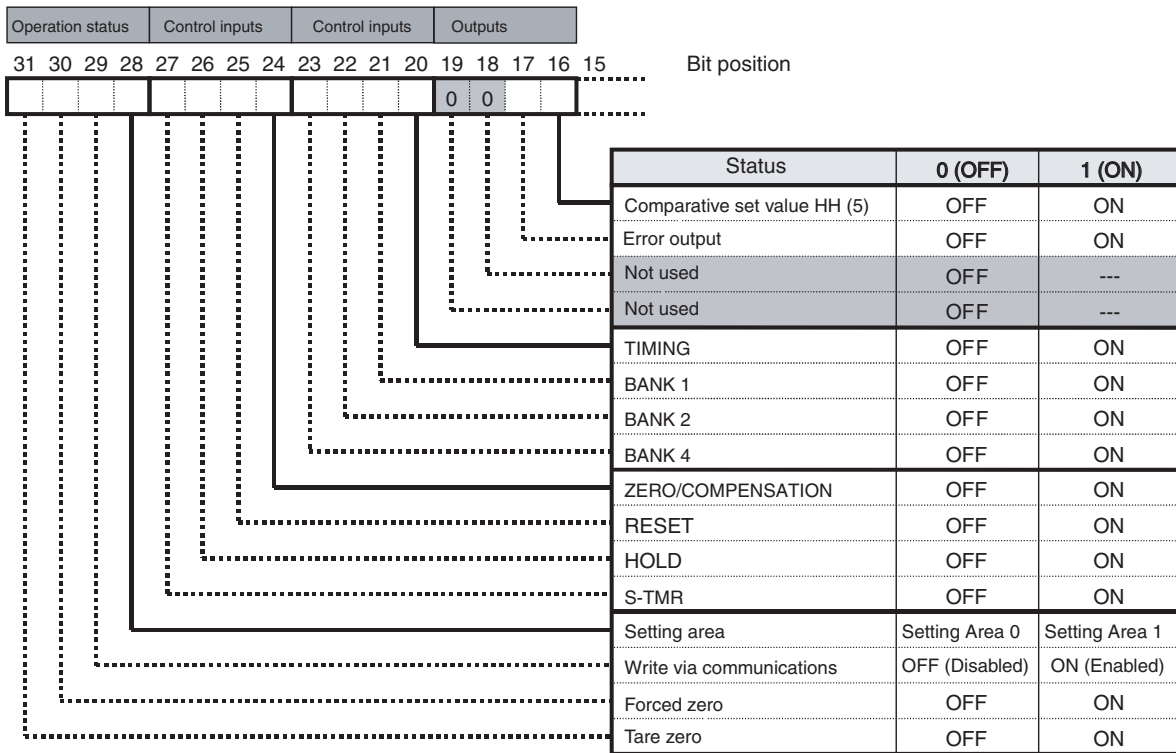 Operation status Control inputs Control inputs Outputs
31 30 29 28 27 26 25 24 23 22 21 20 19 18 17 16 15 Bit position
0 0
Status 0 (OFF) 1 (ON)
Comparative set value HH (5) OFF ON
Error output OFF ON
Not used OFF ---
Not used OFF ---
TIMING OFF ON
BANK 1 OFF ON
BANK 2 OFF ON
BANK 4 OFF ON
ZERO/COMPENSATION OFF ON
RESET OFF ON
HOLD OFF ON
S-TMR OFF ON
Setting area Setting Area 0 Setting Area 1
Write via communications OFF (Disabled) ON (Enabled)
Forced zero OFF ON
Tare zero OFF ON